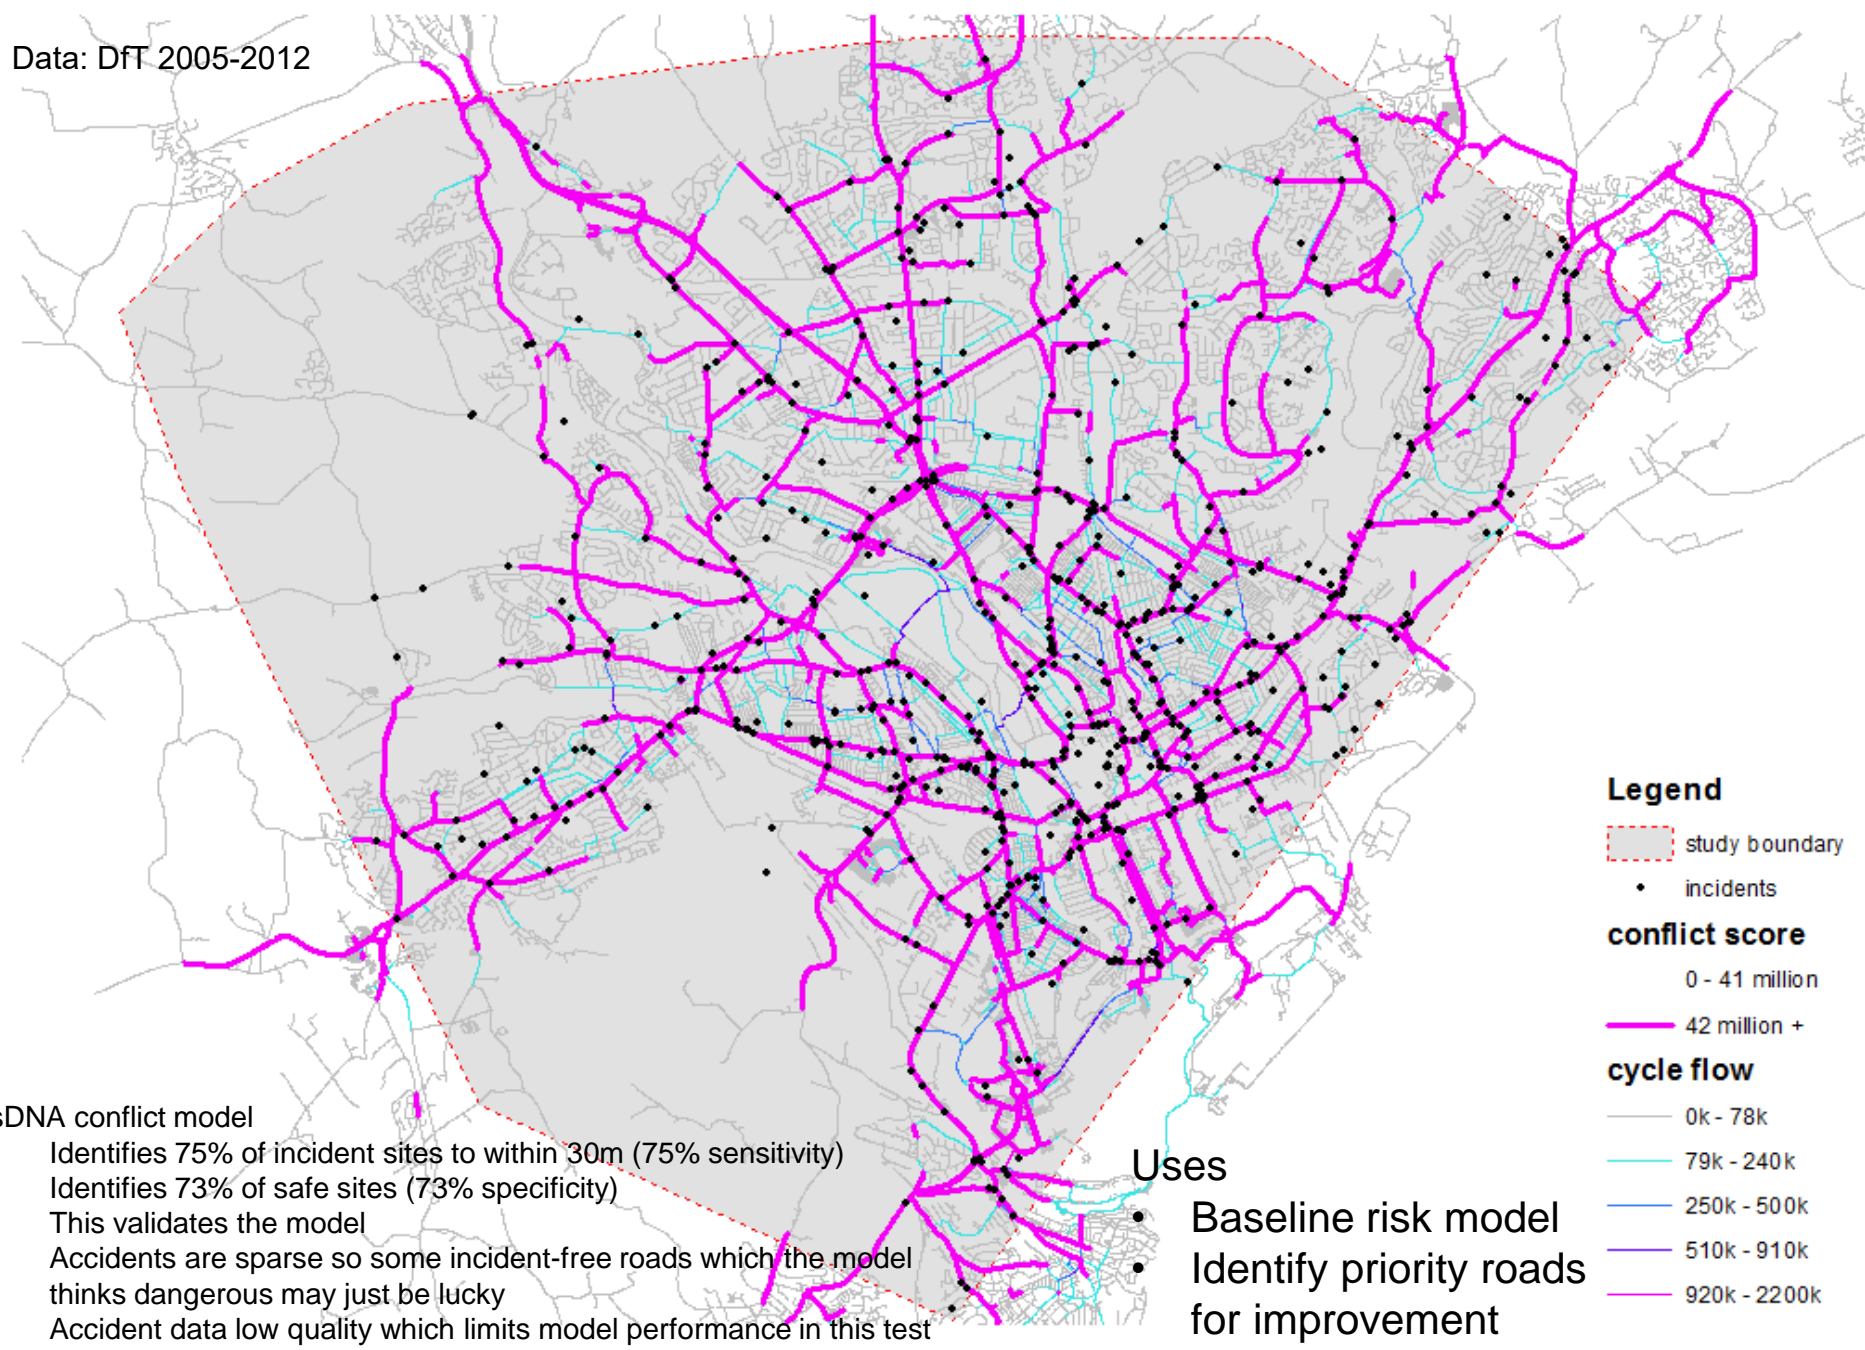 Data: DfT 2005-2012
sDNA conflict model
Identifies 75% of incident sites to within 30m (75% sensitivity)
Identifies 73% of safe sites (73% specificity)
This validates the model
Accidents are sparse so some incident-free roads which the model
thinks dangerous may just be lucky
Accident data low quality which limits model performance in this test
Uses
• Baseline risk model
• Identify priority roads
for improvement
Legend
study boundary
incidents
conflict score
0 - 41 million
42 million +
cycle flow
0k - 78k
79k - 240k
250k - 500k
510k - 910k
920k - 2200k